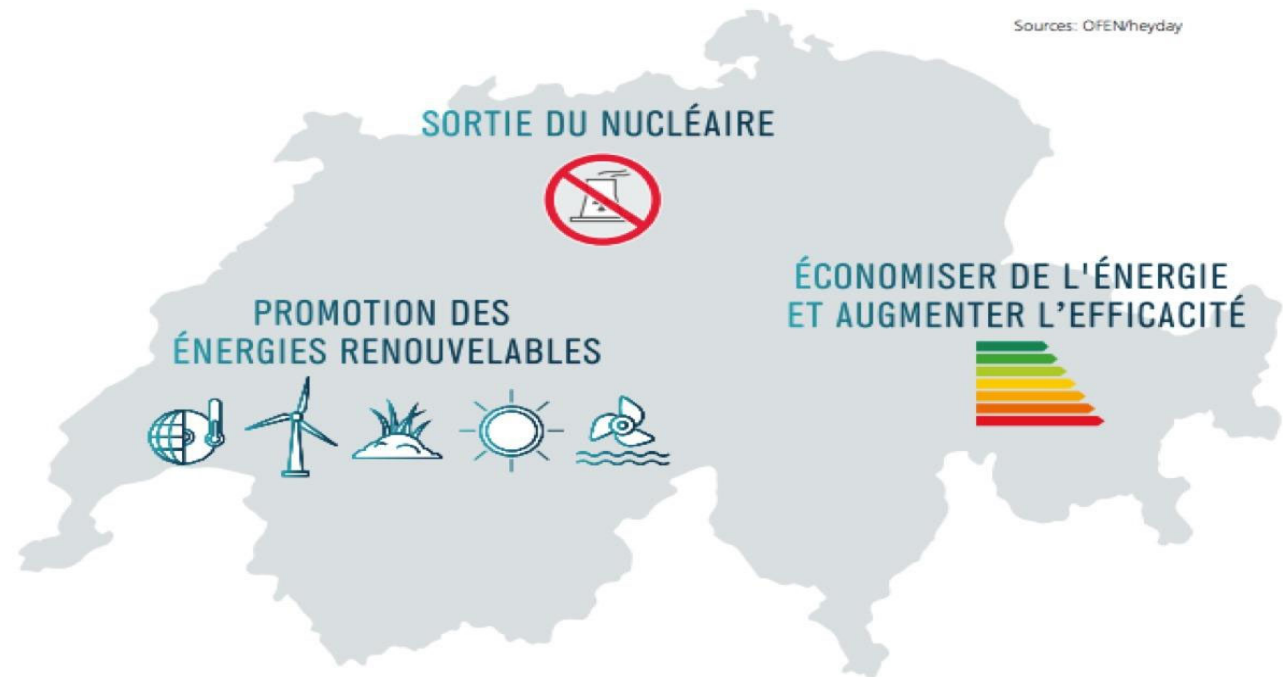 Sources: OFEN/heyday
SORTIE DU NUCLÉAIRE
ÉCONOMISER DE L'ÉNERGIE
ET AUGMENTER L’EFFICACITÉ
PROMOTION DES
ÉNERGIES RENOUVELABLES